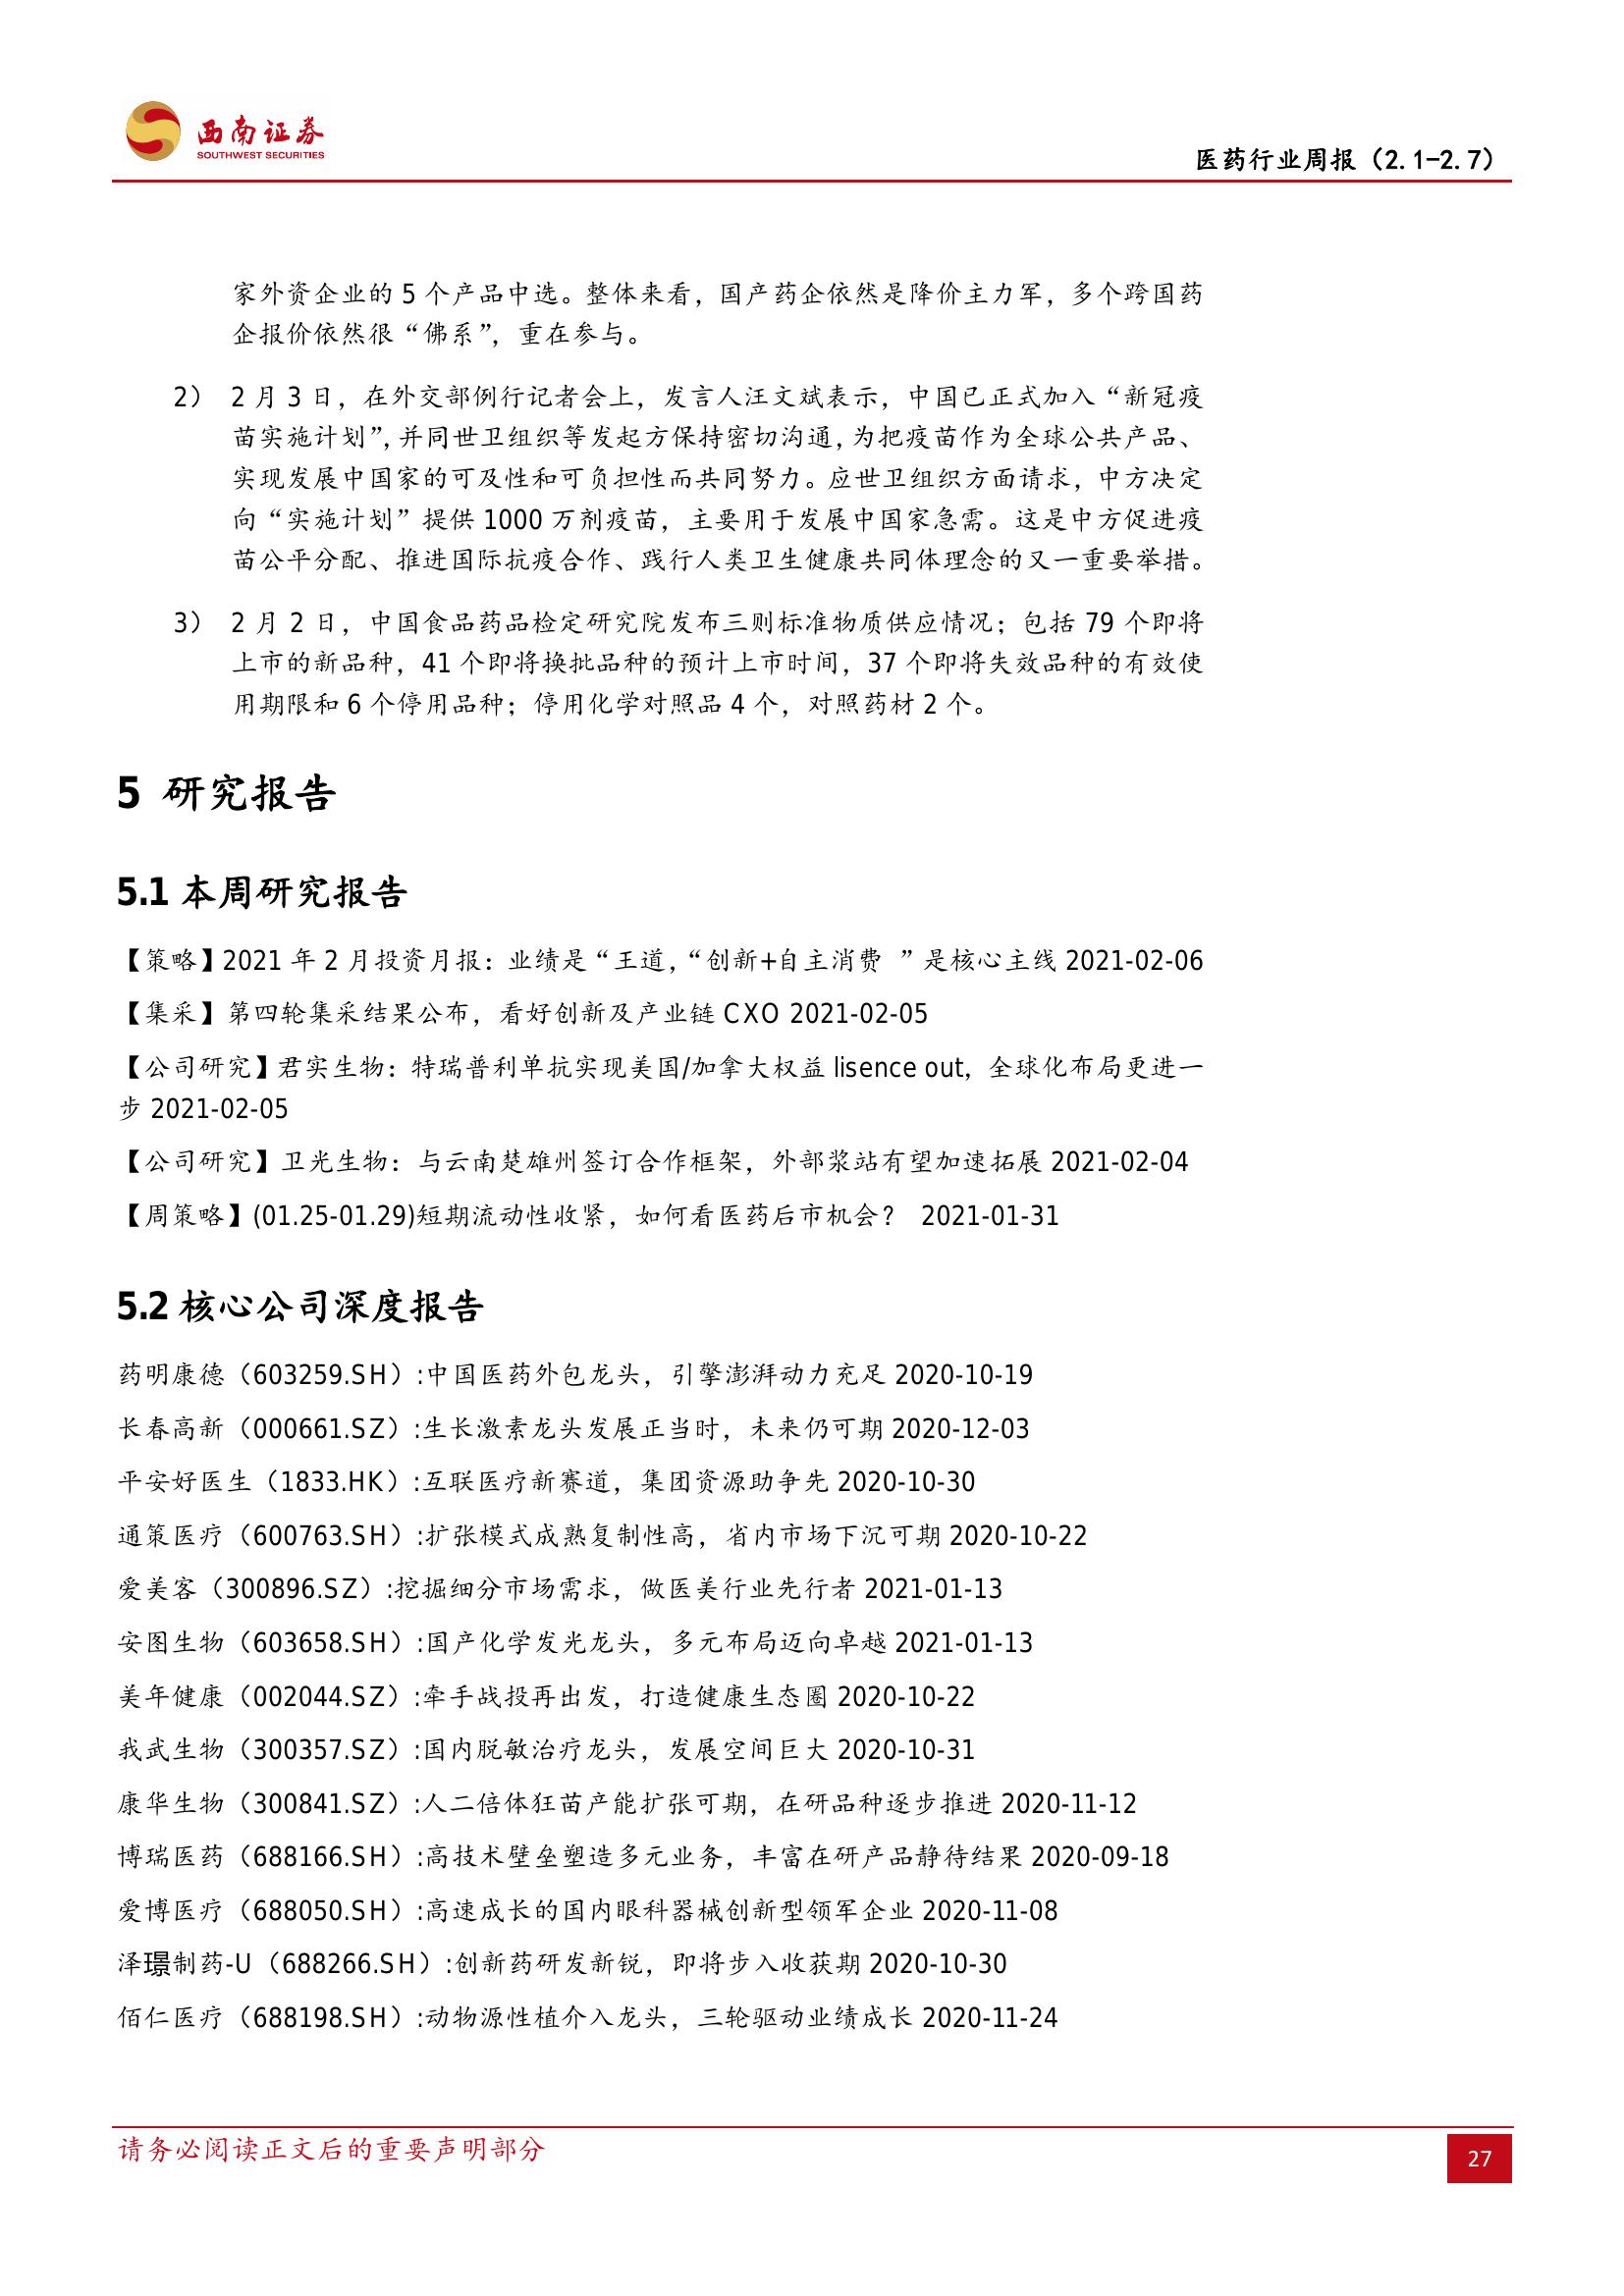 西南证券
SOUTHWEST SECURITIES
医药行业周报（2.1-2.7）
家外资企业的 5 个产品中选。整体来看，国产药企依然是降价主力军，多个跨国药
企报价依然很“佛系”，重在参与。
2） 2 月 3 日，在外交部例行记者会上，发言人汪文斌表示，中国已正式加入“新冠疫
苗实施计划”，并同世卫组织等发起方保持密切沟通，为把疫苗作为全球公共产品、
实现发展中国家的可及性和可负担性而共同努力。应世卫组织方面请求，中方决定
向“实施计划”提供 1000 万剂疫苗，主要用于发展中国家急需。这是中方促进疫
苗公平分配、推进国际抗疫合作、践行人类卫生健康共同体理念的又一重要举措。
3） 2 月 2 日，中国食品药品检定研究院发布三则标准物质供应情况；包括 79 个即将
上市的新品种，41 个即将换批品种的预计上市时间，37 个即将失效品种的有效使
用期限和 6 个停用品种；停用化学对照品 4 个，对照药材 2 个。
5 研究报告
5.1 本周研究报告
【策略】2021 年 2 月投资月报：业绩是“王道，“创新+自主消费 ”是核心主线 2021-02-06
【集采】第四轮集采结果公布，看好创新及产业链 CXO 2021-02-05
【公司研究】君实生物：特瑞普利单抗实现美国/加拿大权益 lisence out，全球化布局更进一
步 2021-02-05
【公司研究】卫光生物：与云南楚雄州签订合作框架，外部浆站有望加速拓展 2021-02-04
【周策略】(01.25-01.29)短期流动性收紧，如何看医药后市机会？ 2021-01-31
5.2 核心公司深度报告
药明康德（603259.SH）:中国医药外包龙头，引擎澎湃动力充足 2020-10-19
长春高新（000661.SZ）:生长激素龙头发展正当时，未来仍可期 2020-12-03
平安好医生（1833.HK）:互联医疗新赛道，集团资源助争先 2020-10-30
通策医疗（600763.SH）:扩张模式成熟复制性高，省内市场下沉可期 2020-10-22
爱美客（300896.SZ）:挖掘细分市场需求，做医美行业先行者 2021-01-13
安图生物（603658.SH）:国产化学发光龙头，多元布局迈向卓越 2021-01-13
美年健康（002044.SZ）:牵手战投再出发，打造健康生态圈 2020-10-22
我武生物（300357.SZ）:国内脱敏治疗龙头，发展空间巨大 2020-10-31
康华生物（300841.SZ）:人二倍体狂苗产能扩张可期，在研品种逐步推进 2020-11-12
博瑞医药（688166.SH）:高技术壁垒塑造多元业务，丰富在研产品静待结果 2020-09-18
爱博医疗（688050.SH）:高速成长的国内眼科器械创新型领军企业 2020-11-08
泽璟制药-U（688266.SH）:创新药研发新锐，即将步入收获期 2020-10-30
佰仁医疗（688198.SH）:动物源性植介入龙头，三轮驱动业绩成长 2020-11-24
请务必阅读正文后的重要声明部分
27